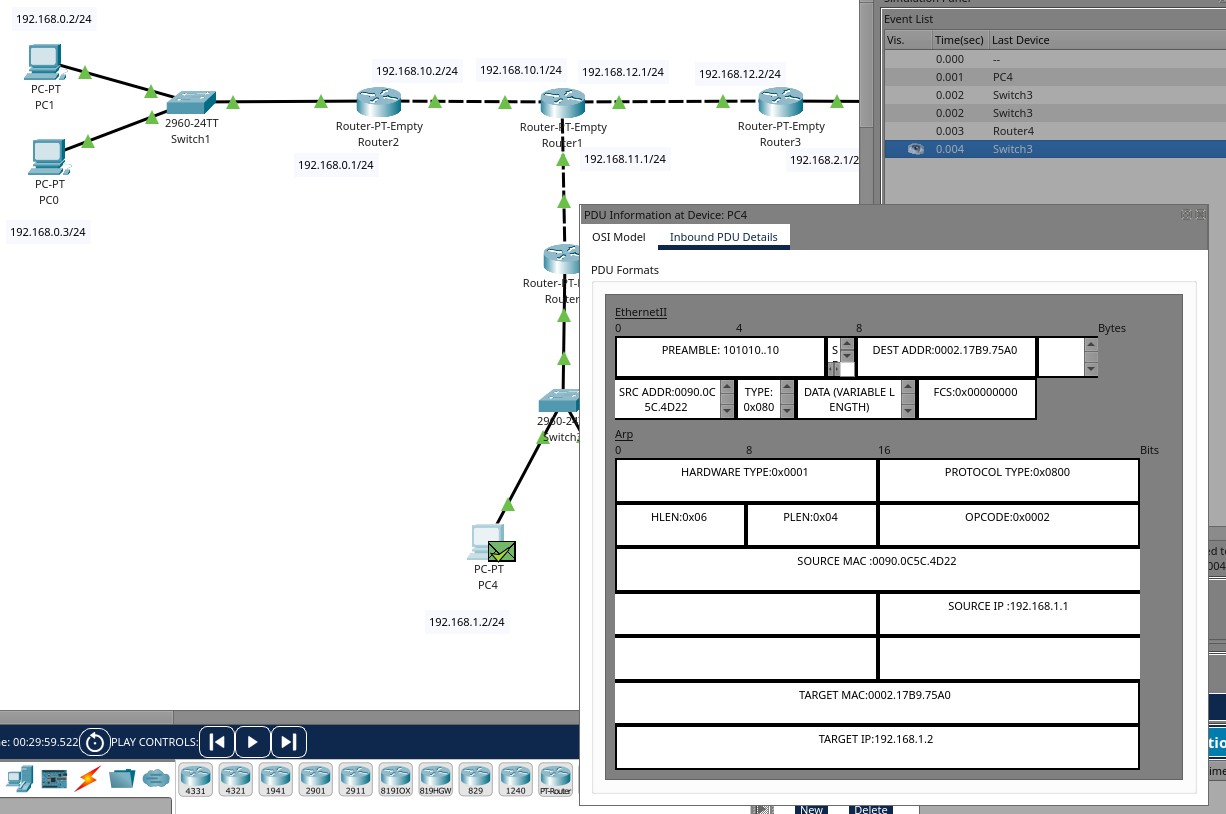 192.168.0.2/24
PC-PT
PC1
2960-24TT
Switch1
PC-PT
PC0
192.168.0.3/24
192.168.10.2/24
192.168.10.1/24
192.168.12.1/24
192.168.12.2/24
Router-PT-Empty
Router2
192.168.0.1/24
Router-PT-Empty
Router1
192.168.11.1/24
Router-PT-Empty
Router3
192.168.2.1/2
Router-PT-
Router
2960-24
Switch
PC-PT
PC4
192.168.1.2/24
Event List
Vis. Time(sec) Last Device
0.000 --
0.001 PC4
0.002 Switch3
0.002 Switch3
0.003 Router4
0.004 Switch3
PDU Information at Device: PC4
OSI Model Inbound PDU Details
PDU Formats
EthernetII
0 4 8 Bytes
PREAMBLE: 101010..10 S DEST ADDR:0002.17B9.75A0
SRC ADDR:0090.0C
5C.4D22
TYPE:
0x080
DATA (VARIABLE L
ENGTH)
FCS:0x00000000
Arp
0 8 16 Bits
HARDWARE TYPE:0x0001 PROTOCOL TYPE:0x0800
HLEN:0x06 PLEN:0x04 OPCODE:0x0002
SOURCE MAC :0090.0C5C.4D22
SOURCE IP :192.168.1.1
TARGET MAC:0002.17B9.75A0
TARGET IP:192.168.1.2
e: 00:29:59.522 PLAY CONTROLS:
4331 4321 1941 2901 2911 819IOX 819HGW 829 1240 PT-Router
New Delete